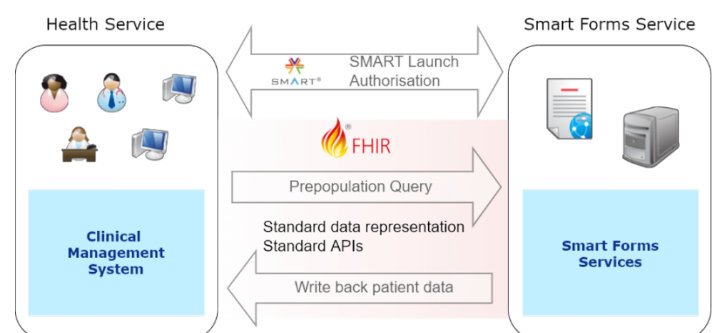 Health Service
Smart Forms Service
SMART Launch
Authorisation
SMART®
®
FHIR
Prepopulation Query
Standard data representation
Standard APIs
Write back patient data
Clinical
Management
System
Smart Forms
Services